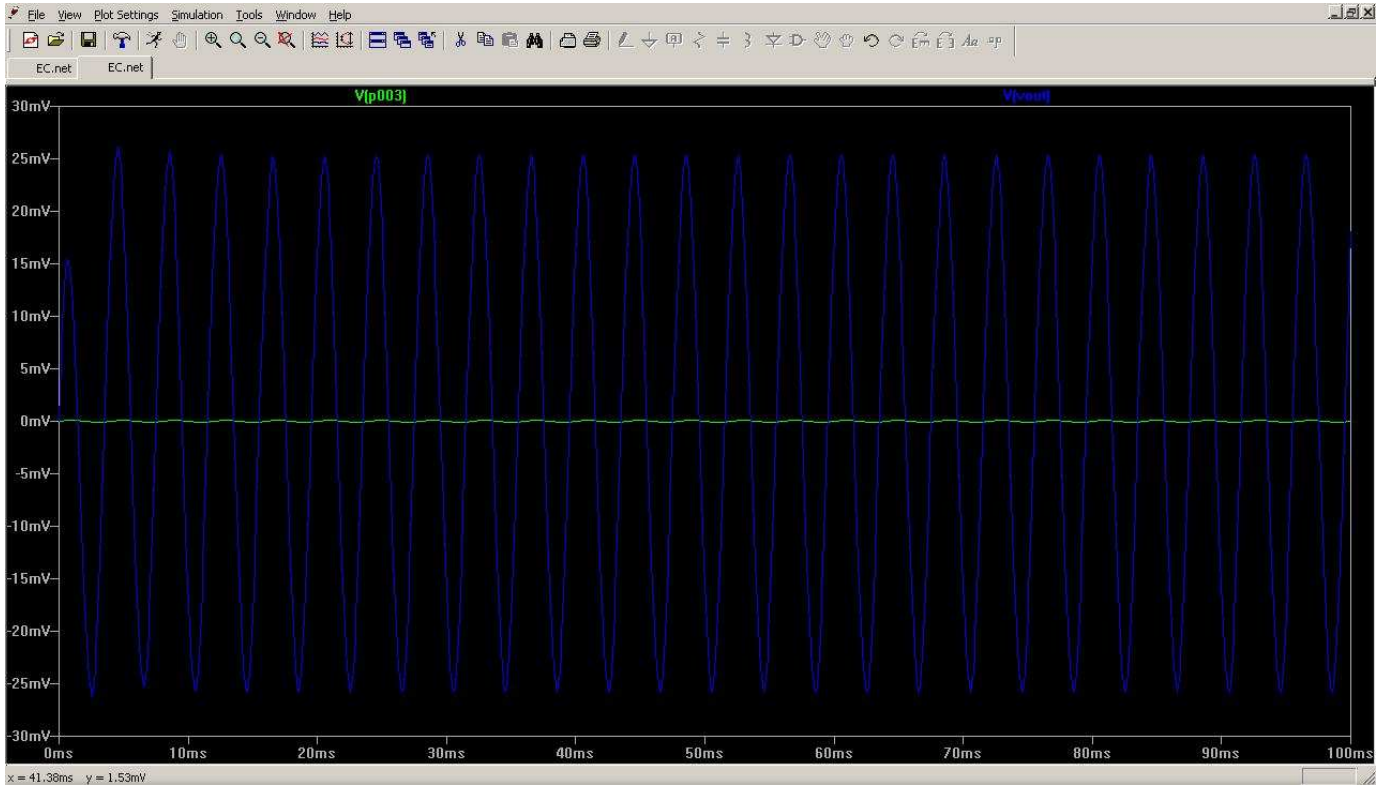 File View Plot Settings Simulation Tools Window Help
EC.net EC.net
V(p003) V(vout)
30mV
25mV
20mV
15mV
10mV
5mV
0mV
-5mV
-10mV
-15mV
-20mV
-25mV
-30mV
0ms 10ms 20ms 30ms 40ms 50ms 60ms 70ms 80ms 90ms 100ms
x = 41.38ms y = 1.53mV